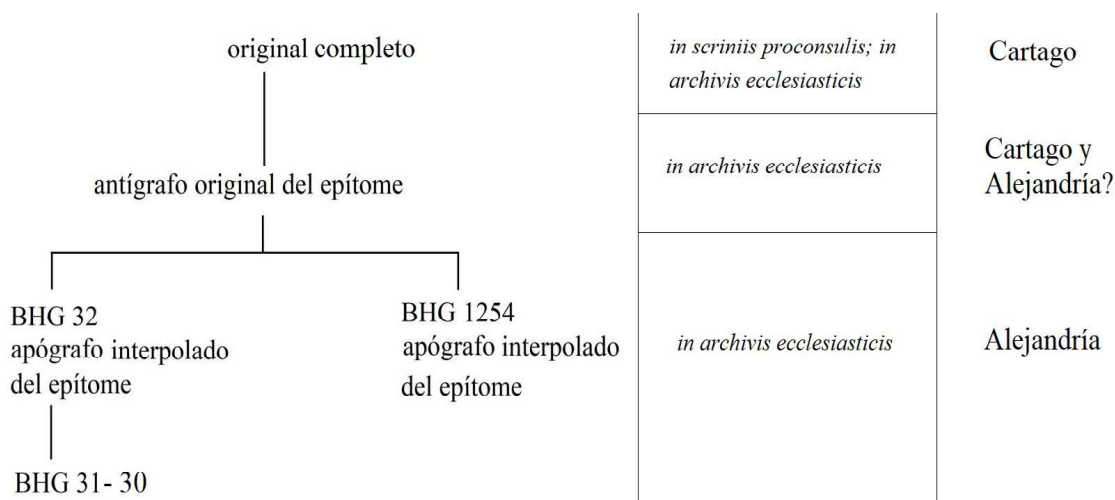 original completo
in scriniis proconsulis; in
archivis ecclesiasticis
Cartago
antígrafo original del epítome
in archivis ecclesiasticis
Cartago y
Alejandría?
BHG 32
apógrafo interpolado
del epítome
BHG 1254
apógrafo interpolado
del epítome
in archivis ecclesiasticis
Alejandría
BHG 31- 30